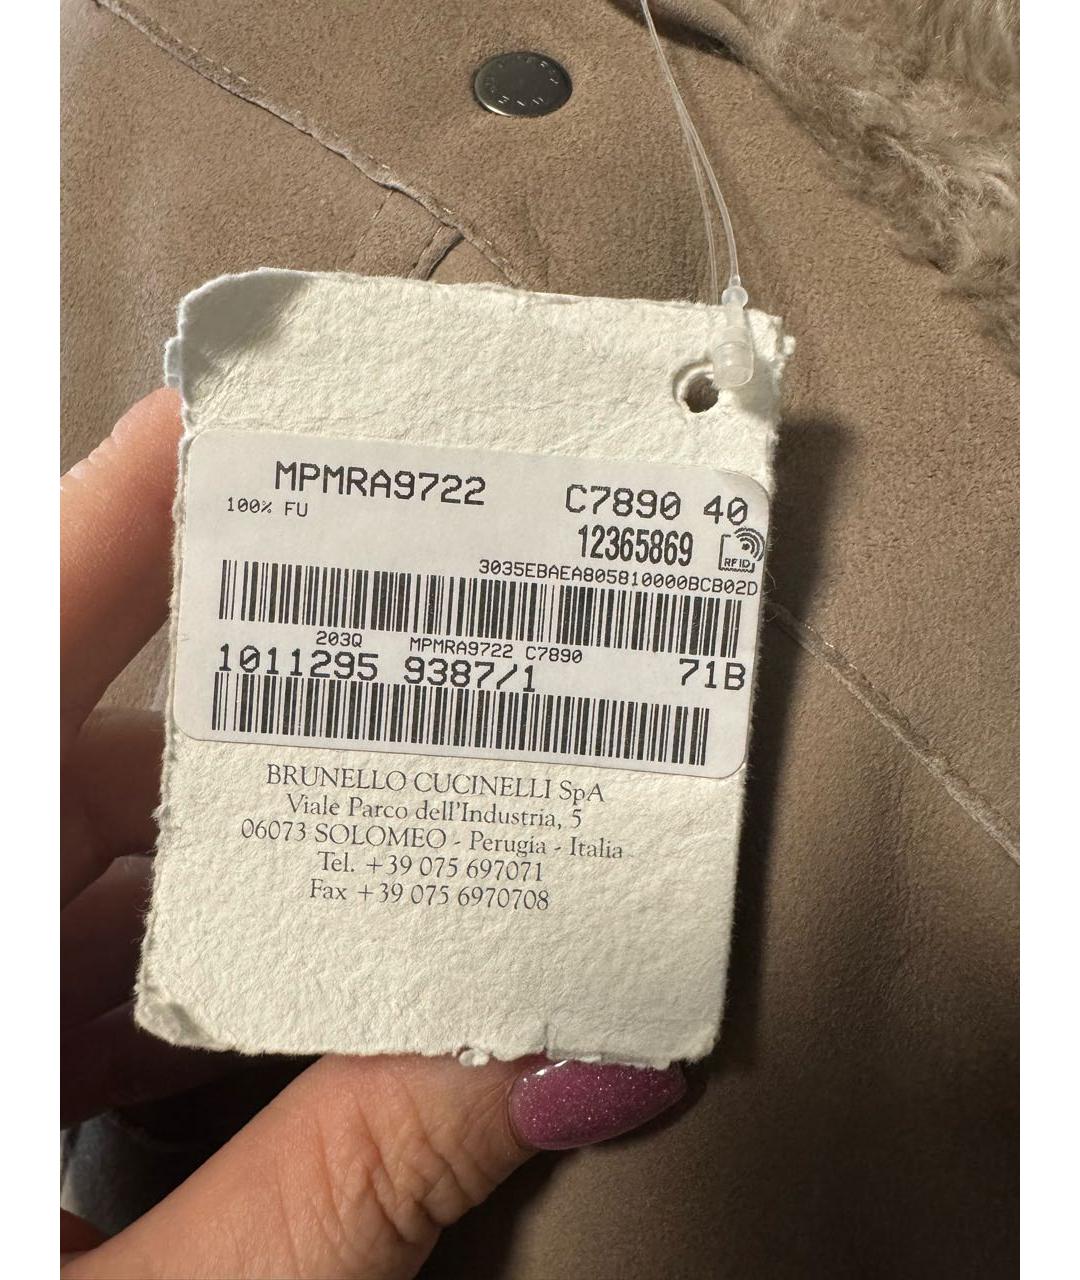 MPMRA9722 C7890 40
100% FU
12365869
RFID
3035EBAEA805810000BCB02D
203Q MPMRA9722 C7890
1011295 9387/1 71B
BRUNELLO CUCINELLI SpA
Viale Parco dell'Industria, 5
06073 SOLOMEO - Perugia - Italia
Tel. +39 075 697071
Fax +39 075 6970708